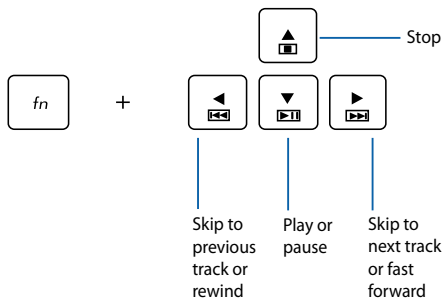 Stop
fn +
Skip to
previous
track or
rewind
Play or
pause
Skip to
next track
or fast
forward